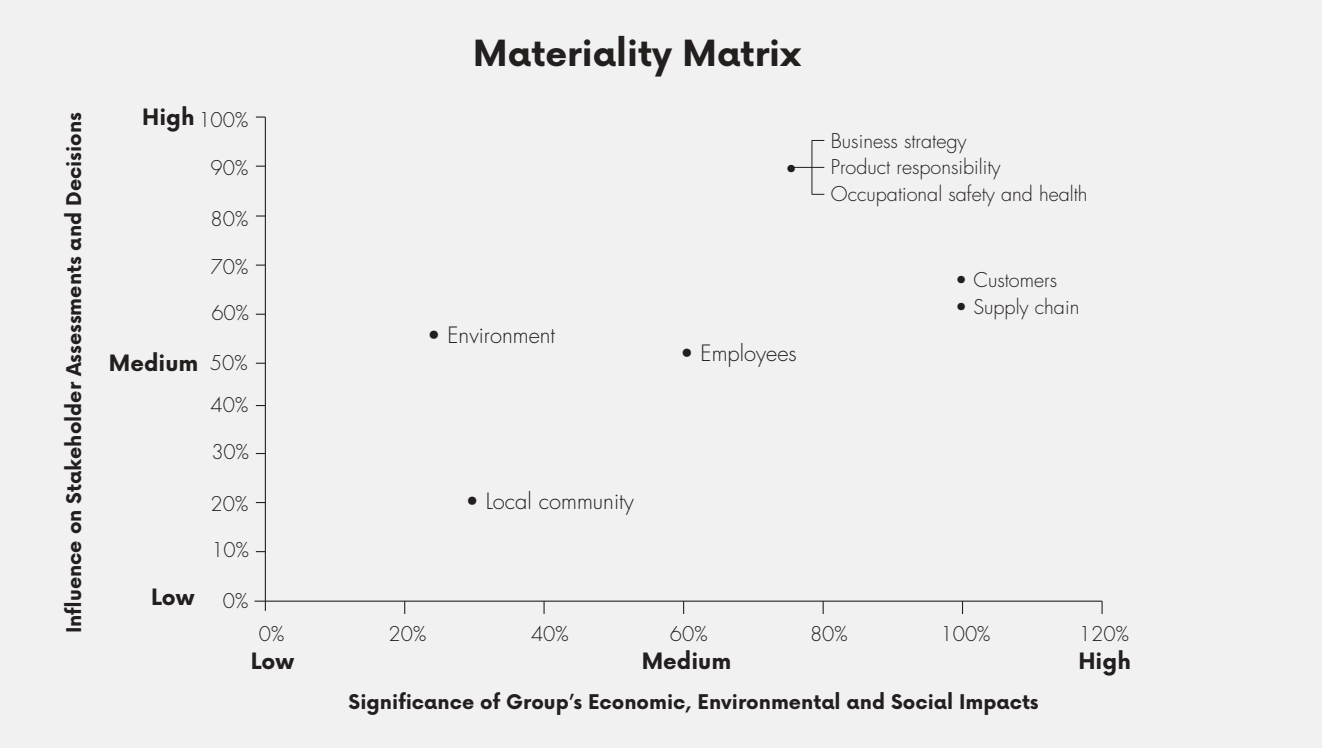 Materiality Matrix
Influence on Stakeholder Assessments and Decisions
High 100%
90%
80%
70%
60%
Medium 50%
40%
30%
20%
10%
Low 0%
Business strategy
Product responsibility
Occupational safety and health
Customers
Supply chain
Environment
Employees
Local community
0% 20% 40% 60% 80% 100% 120%
Low Medium High
Significance of Group’s Economic, Environmental and Social Impacts